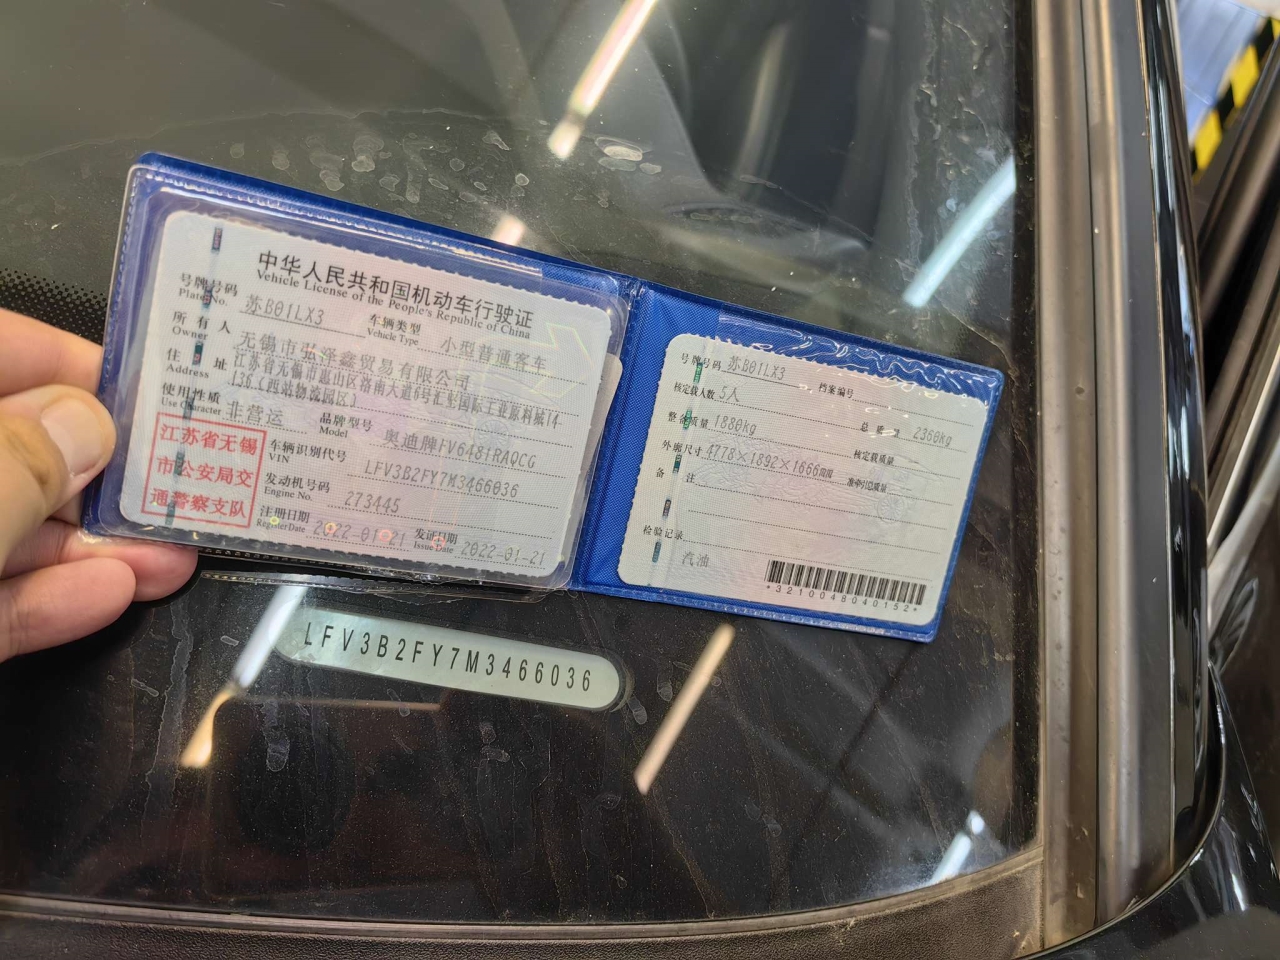 中华人民共和国机动车行驶证
Vehicle License of the People's Republic of China
号牌号码 苏B01LX3 车辆类型 小型普通客车
Plate No. Vehicle Type
所有人 无锡市弘泽鑫贸易有限公司
Owner
住址 江苏省无锡市惠山区洛南大道6号汇里国际工业原料城14
Address 136(西站物流园区)
使用性质 非营运 品牌型号 奥迪牌FV6481RAQCG
Use Character Model
江苏省无锡
市公安局交
通警察支队
车辆识别代号 LFV3B2FY7M3466036
VIN
发动机号码 273445
Engine No.
注册日期 2022-01-21 发证日期 2022-01-21
Register Date Issue Date
号牌号码 苏B01LX3 档案编号
核定载人数 5人 总质量 2360kg
整备质量 1880kg 核定载质量 —
外廓尺寸 4778×1892×1666mm 准牵引总质量
备注
检验记录
汽油
*3210048040152*
LFV3B2FY7M3466036